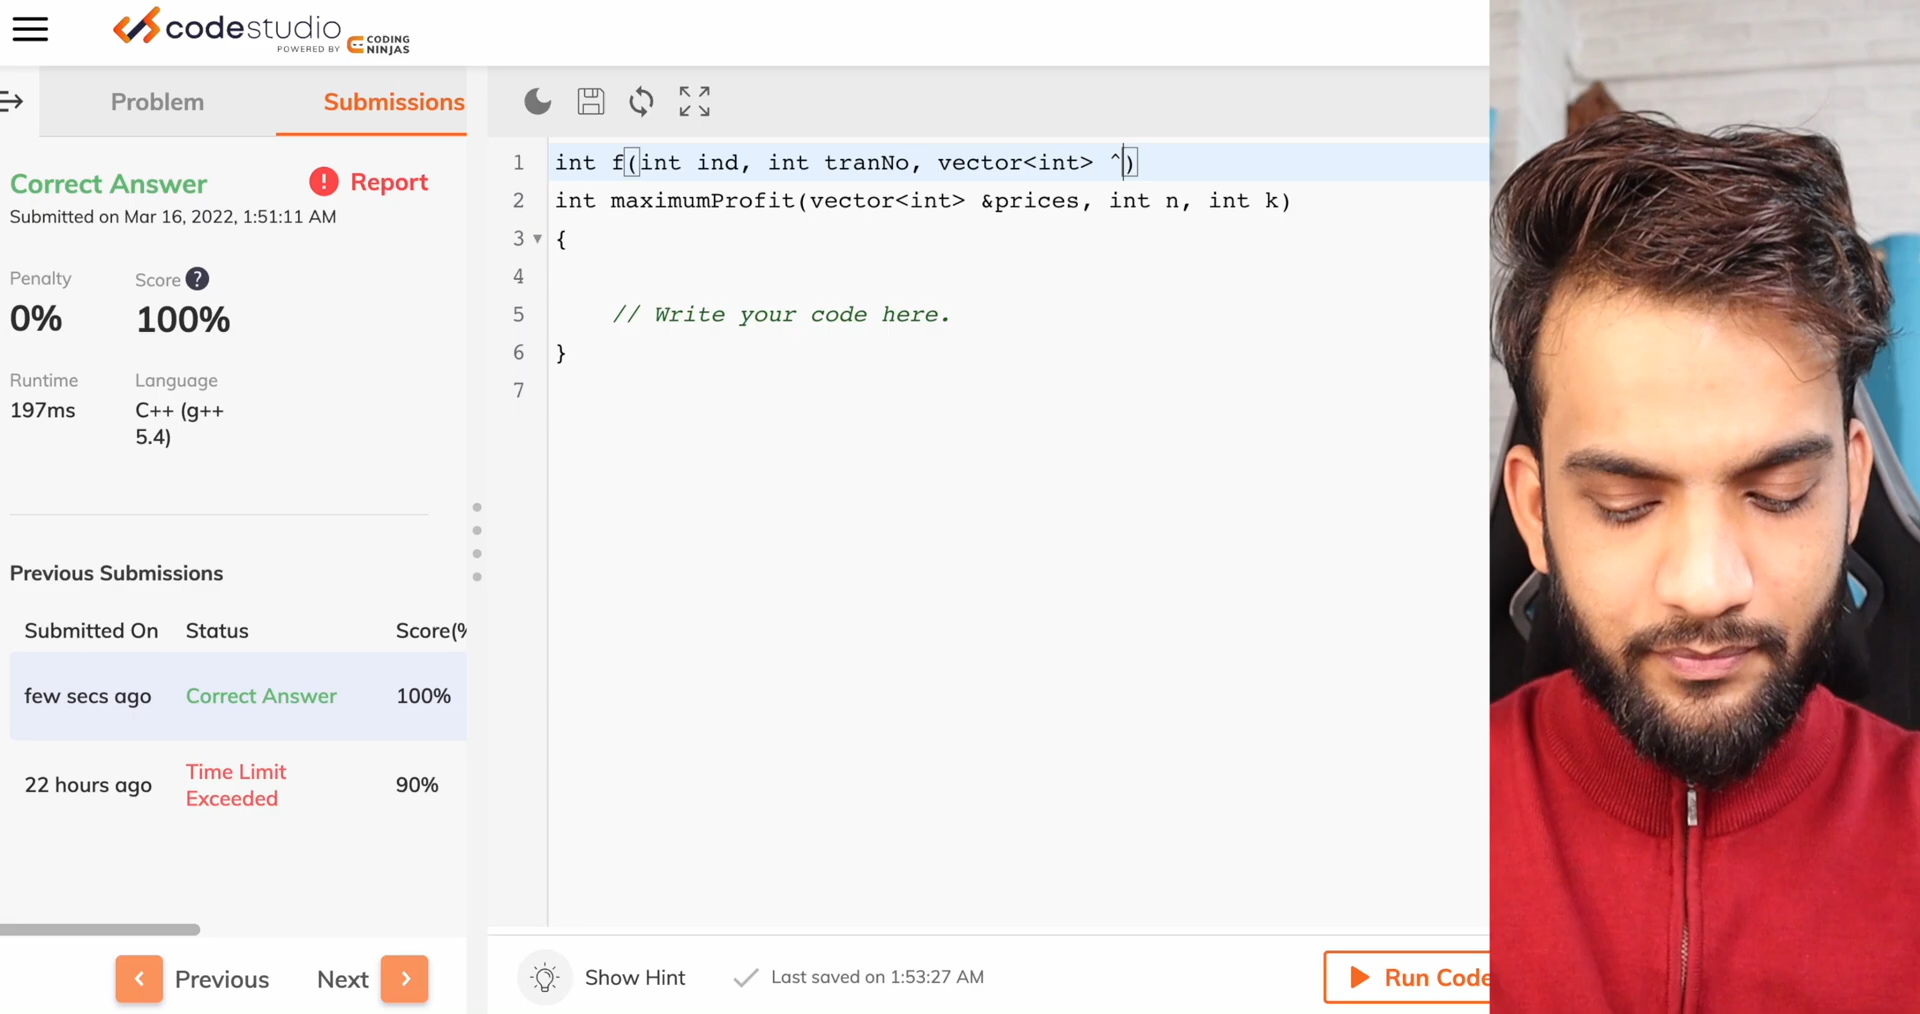 codestudio
POWERED BY CODING NINJAS
Problem
Submissions
Correct Answer
! Report
Submitted on Mar 16, 2022, 1:51:11 AM
Penalty
Score ?
0%
100%
Runtime
Language
197ms
C++ (g++
5.4)
Previous Submissions
Submitted On Status Score(%
few secs ago Correct Answer 100%
22 hours ago Time Limit Exceeded 90%
Previous
Next
1 int f(int ind, int tranNo, vector<int> ^)
2 int maximumProfit(vector<int> &prices, int n, int k)
3 {
4
5 // Write your code here.
6 }
7
Show Hint
Last saved on 1:53:27 AM
Run Code